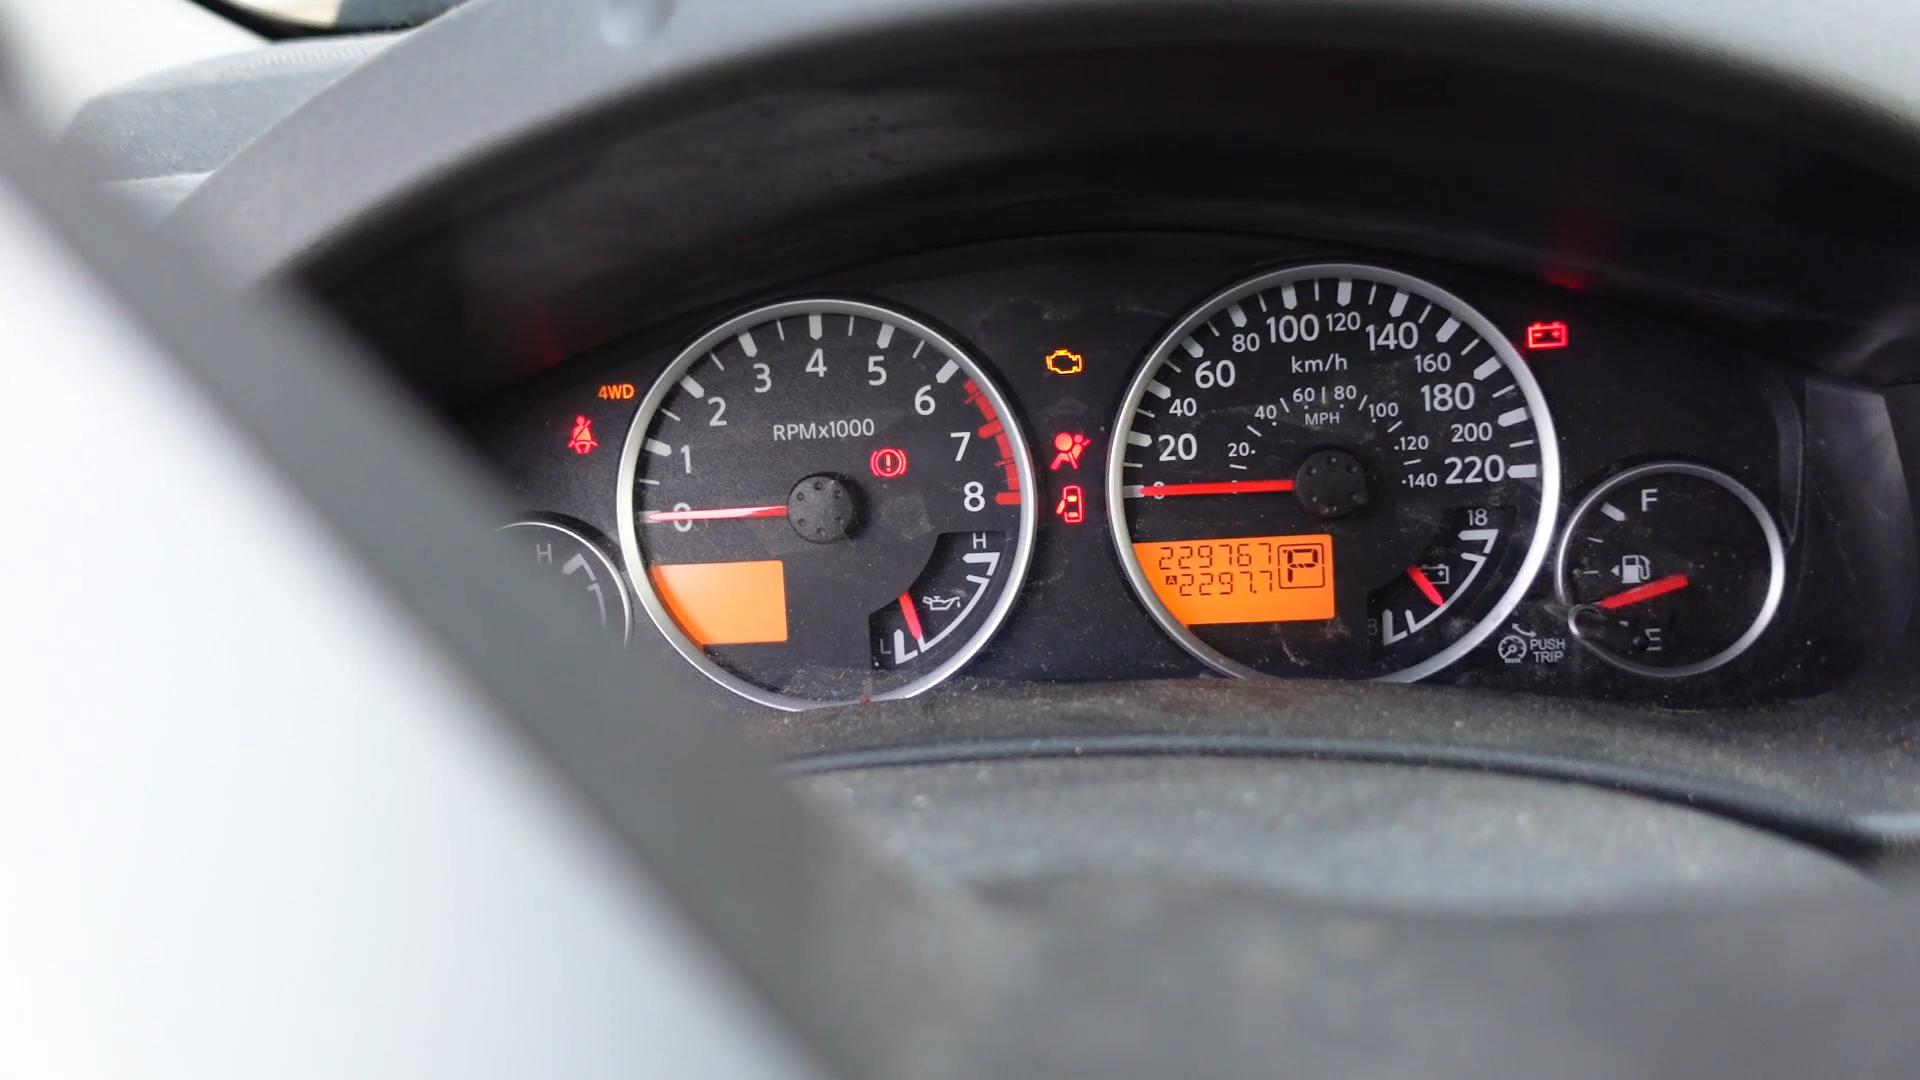 4WD
0 1 2 3 4 5 6 7 8
RPMx1000
H
L
H
20 40 60 80 100 120 140 160 180 200 220
km/h
20 40 60 80 100 120 140
MPH
229767
A 2297.7
P
18
8
F
E
PUSH
TRIP